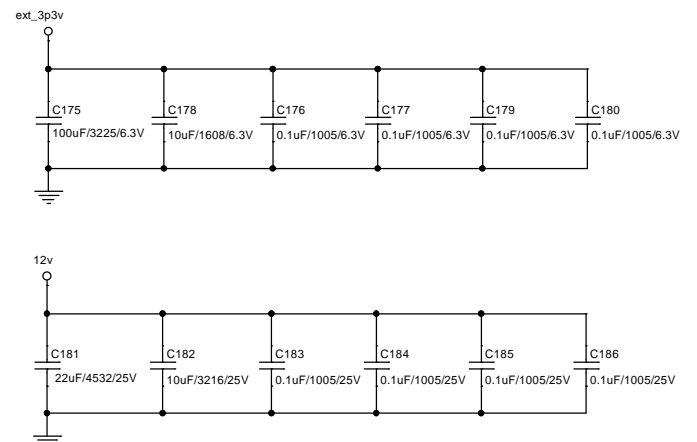 ext_3p3v
C175 C178 C176 C177 C179 C180
100uF/3225/6.3V 10uF/1608/6.3V 0.1uF/1005/6.3V 0.1uF/1005/6.3V 0.1uF/1005/6.3V 0.1uF/1005/6.3V
12v
C181 C182 C183 C184 C185 C186
22uF/4532/25V 10uF/3216/25V 0.1uF/1005/25V 0.1uF/1005/25V 0.1uF/1005/25V 0.1uF/1005/25V